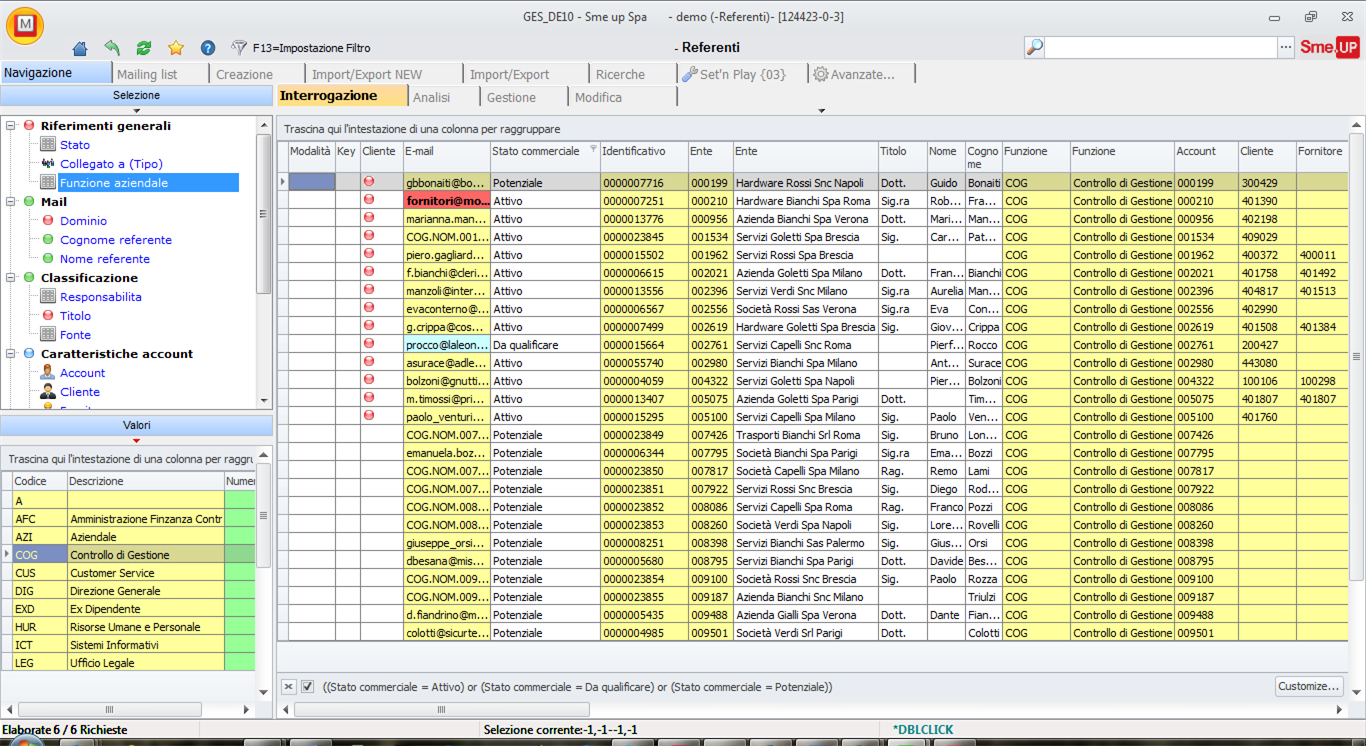 GES_DE10 - Sme up Spa - demo (-Referenti)- [124423-0-3]
F13=Impostazione Filtro - Referenti Sme.UP
Navigazione Mailing list Creazione Import/Export NEW Import/Export Ricerche Set'n Play {03} Avanzate...
Selezione
Interrogazione Analisi Gestione Modifica
Riferimenti generali
Stato
Collegato a (Tipo)
Funzione aziendale
Mail
Dominio
Cognome referente
Nome referente
Classificazione
Responsabilita
Titolo
Fonte
Caratteristiche account
Account
Cliente
Valori
Trascina qui l'intestazione di una colonna per raggru
Codice Descrizione Numer
A
AFC Amministrazione Finzanza Contr
AZI Aziendale
COG Controllo di Gestione
CUS Customer Service
DIG Direzione Generale
EXD Ex Dipendente
HUR Risorse Umane e Personale
ICT Sistemi Informativi
LEG Ufficio Legale
Trascina qui l'intestazione di una colonna per raggruppare
Modalità Key Cliente E-mail Stato commerciale Identificativo Ente Ente Titolo Nome Cogno me Funzione Funzione Account Cliente Fornitore
gbbonaiti@bo... Potenziale 0000007716 000199 Hardware Rossi Snc Napoli Dott. Guido Bonaiti COG Controllo di Gestione 000199 300429
fornitori@mo... Attivo 0000007251 000210 Hardware Bianchi Spa Roma Sig.ra Rob... Fra... COG Controllo di Gestione 000210 401390
marianna.man... Attivo 0000013776 000956 Azienda Bianchi Spa Verona Dott. Mari... Man... COG Controllo di Gestione 000956 402198
COG.NOM.001... Attivo 0000023845 001534 Servizi Goletti Spa Brescia Sig. Car... Pat... COG Controllo di Gestione 001534 409029
piero.gagliard... Attivo 0000015502 001962 Servizi Rossi Spa Brescia COG Controllo di Gestione 001962 400372 400011
f.bianchi@deri... Attivo 0000006615 002021 Azienda Goletti Spa Milano Dott. Fran... Bianchi COG Controllo di Gestione 002021 401758 401492
manzoli@inter... Attivo 0000013556 002396 Servizi Verdi Snc Milano Sig.ra Aurelia Man... COG Controllo di Gestione 002396 404817 401513
evaconterno@... Attivo 0000006567 002556 Società Rossi Sas Verona Sig.ra Eva Con... COG Controllo di Gestione 002556 402990
g.crippa@cos... Attivo 0000007499 002619 Hardware Goletti Spa Brescia Sig. Giov... Crippa COG Controllo di Gestione 002619 401508 401384
procco@laleon... Da qualificare 0000015664 002761 Servizi Capelli Snc Roma Pierf... Rocco COG Controllo di Gestione 002761 200427
asurace@adle... Attivo 0000055740 002980 Servizi Bianchi Spa Milano Ant... Surace COG Controllo di Gestione 002980 443080
bolzoni@gnutti... Attivo 0000004059 004322 Servizi Goletti Spa Napoli Pier... Bolzoni COG Controllo di Gestione 004322 100106 100298
m.timossi@pri... Attivo 0000013407 005075 Azienda Goletti Spa Parigi Dott. Tim... COG Controllo di Gestione 005075 401807 401807
paolo_venturi... Attivo 0000015295 005100 Servizi Capelli Spa Milano Sig. Paolo Ven... COG Controllo di Gestione 005100 401760
COG.NOM.007... Potenziale 0000023849 007426 Trasporti Bianchi Srl Roma Sig. Bruno Lon... COG Controllo di Gestione 007426
emanuela.boz... Potenziale 0000006344 007795 Società Bianchi Spa Parigi Sig.ra Ema... Bozzi COG Controllo di Gestione 007795
COG.NOM.007... Potenziale 0000023850 007817 Società Capelli Spa Milano Rag. Remo Lami COG Controllo di Gestione 007817
COG.NOM.007... Potenziale 0000023851 007922 Servizi Rossi Snc Brescia Sig. Diego Rod... COG Controllo di Gestione 007922
COG.NOM.008... Potenziale 0000023852 008086 Servizi Capelli Spa Roma Rag. Franco Pozzi COG Controllo di Gestione 008086
COG.NOM.008... Potenziale 0000023853 008260 Società Verdi Spa Napoli Sig. Lore... Rovelli COG Controllo di Gestione 008260
giuseppe_orsi... Potenziale 0000008251 008398 Servizi Bianchi Sas Palermo Sig. Gius... Orsi COG Controllo di Gestione 008398
dbesana@mis... Potenziale 0000005680 008795 Servizi Bianchi Spa Parigi Dott. Davide Bes... COG Controllo di Gestione 008795
COG.NOM.009... Potenziale 0000023854 009100 Società Rossi Snc Brescia Sig. Paolo Rozza COG Controllo di Gestione 009100
COG.NOM.009... Potenziale 0000023855 009187 Azienda Bianchi Snc Milano Triulzi COG Controllo di Gestione 009187
d.fiandrino@m... Potenziale 0000005435 009488 Azienda Gialli Spa Verona Dott. Dante Fian... COG Controllo di Gestione 009488
colotti@sicurte... Potenziale 0000004985 009501 Società Verdi Srl Parigi Dott. Colotti COG Controllo di Gestione 009501
((Stato commerciale = Attivo) or (Stato commerciale = Da qualificare) or (Stato commerciale = Potenziale)) Customize...
Elaborate 6 / 6 Richieste Selezione corrente:-1,-1--1,-1 *DBLCLICK